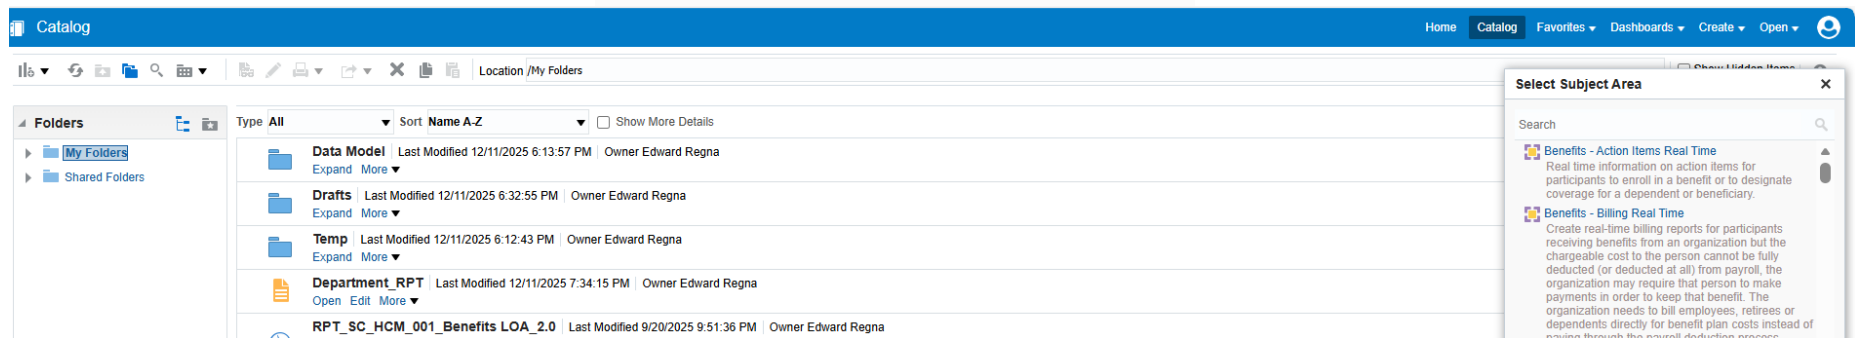 Catalog
Home Catalog Favorites Dashboards Create Open
Location /My Folders
Show Hidden Items
Select Subject Area
Folders
Type All Sort Name A-Z Show More Details
Search
My Folders
Data Model Last Modified 12/11/2025 6:13:57 PM Owner Edward Regna
Expand More
Shared Folders
Drafts Last Modified 12/11/2025 6:32:55 PM Owner Edward Regna
Expand More
Temp Last Modified 12/11/2025 6:12:43 PM Owner Edward Regna
Expand More
Department_RPT Last Modified 12/11/2025 7:34:15 PM Owner Edward Regna
Open Edit More
RPT_SC_HCM_001_Benefits LOA_2.0 Last Modified 9/20/2025 9:51:36 PM Owner Edward Regna
Benefits - Action Items Real Time
Real time information on action items for
participants to enroll in a benefit or to designate
coverage for a dependent or beneficiary.
Benefits - Billing Real Time
Create real-time billing reports for participants
receiving benefits from an organization but the
chargeable cost to the person cannot be fully
deducted (or deducted at all) from payroll, the
organization may require that person to make
payments in order to keep that benefit. The
organization needs to bill employees, retirees or
dependents directly for benefit plan costs instead of
paying through the payroll deduction process